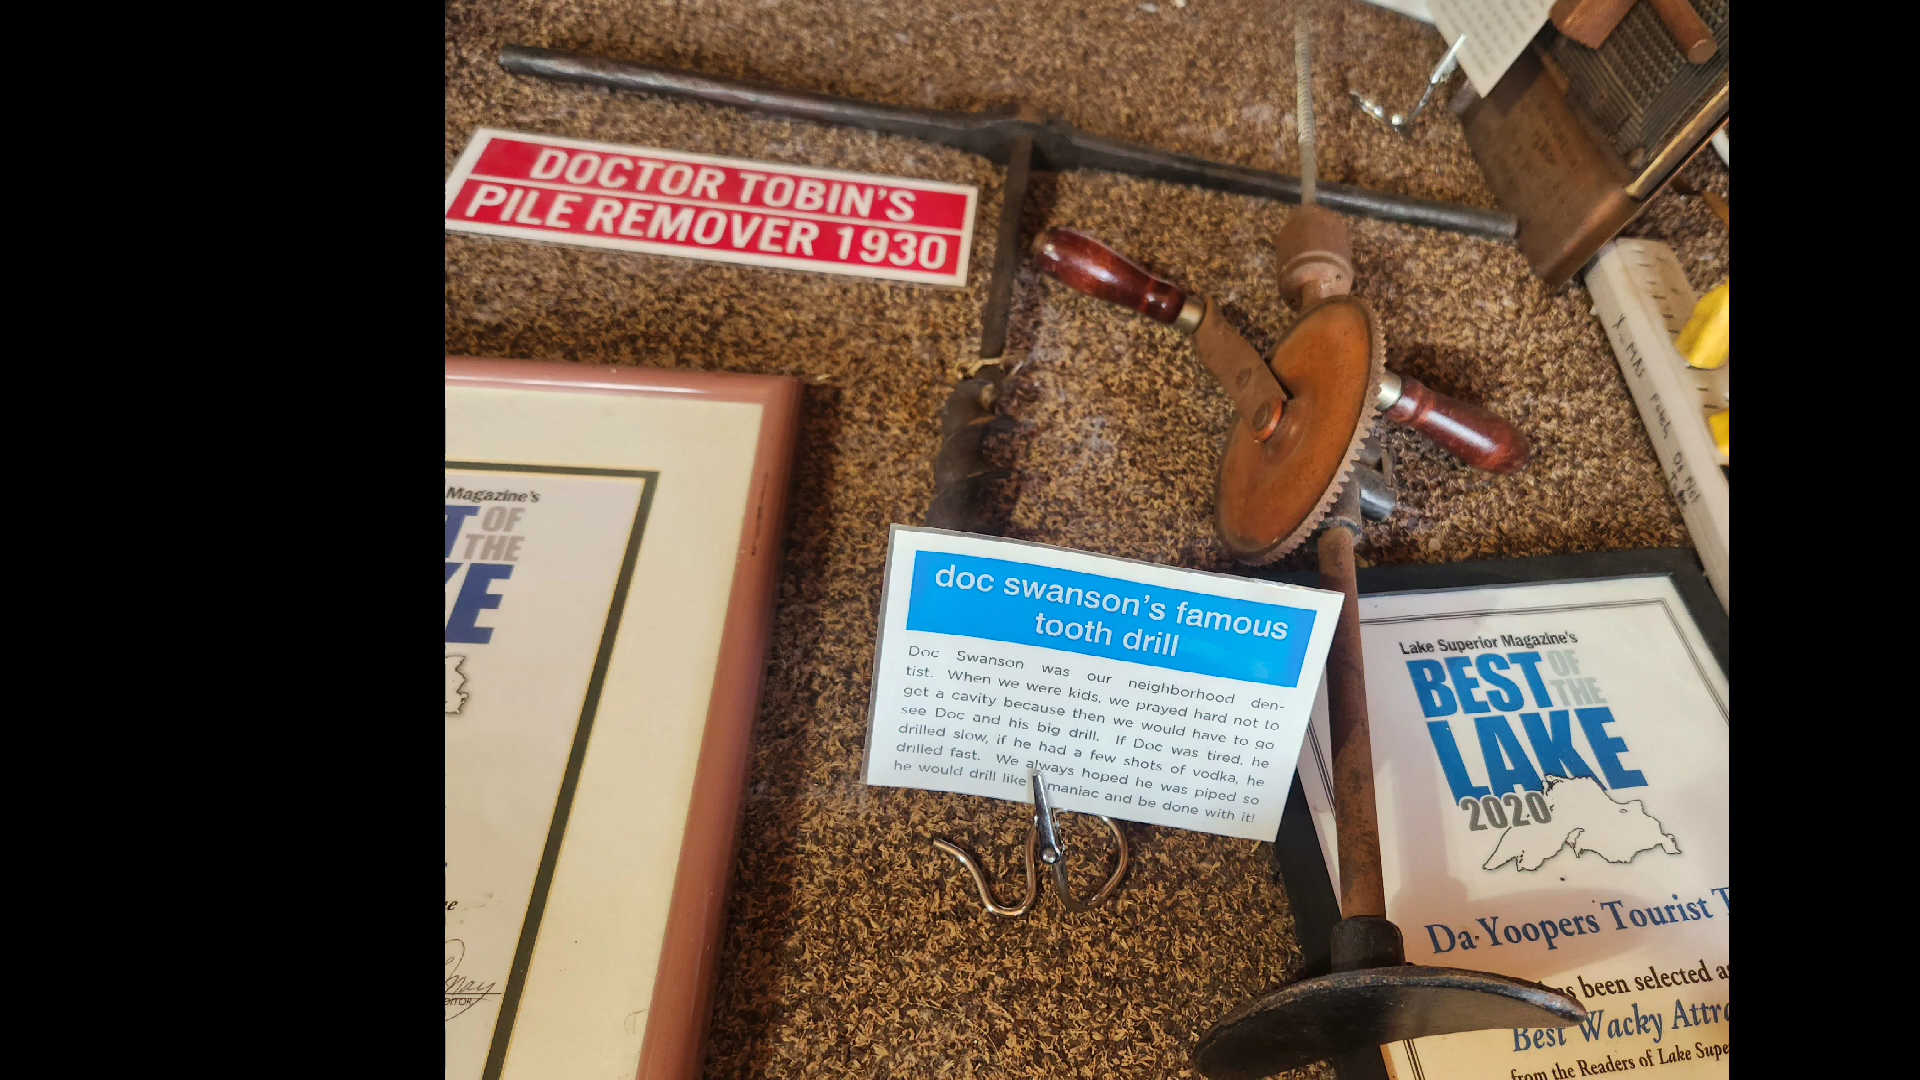 DOCTOR TOBIN'S
PILE REMOVER 1930
Magazine's
OF
THE
doc swanson's famous
tooth drill
Doc Swanson was our neighborhood den-
tist. When we were kids, we prayed hard not to
get a cavity because then we would have to go
see Doc and his big drill. If Doc was tired, he
drilled slow, if he had a few shots of vodka, he
drilled fast. We always hoped he was piped so
he would drill like maniac and be done with it!
Lake Superior Magazine's
BEST OF
THE
LAKE
2020
Da Yoopers Tourist
has been selected
Best Wacky
from the Readers of Lake